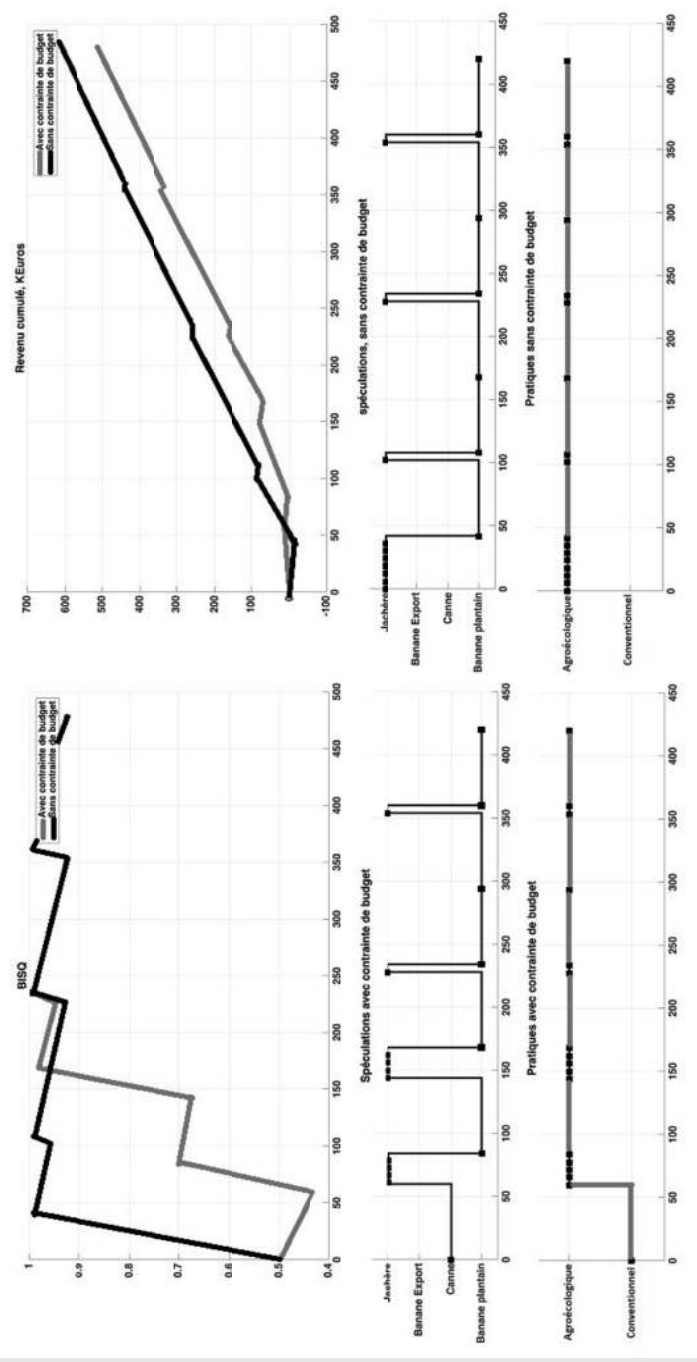 BISQ
1
0.9
0.8
0.7
0.6
0.5
0.4
0 50 100 150 200 250 300 350 400 450 500
Avec contrainte de budget
Sans contrainte de budget
Revenu cumulé, KEuros
700
600
500
400
300
200
100
0
-100
0 50 100 150 200 250 300 350 400 450 500
Avec contrainte de budget
Sans contrainte de budget
Spéculations avec contrainte de budget
Jachère
Banane Export
Canne
Banane plantain
0 50 100 150 200 250 300 350 400 450
spéculations, sans contrainte de budget
Jachère
Banane Export
Canne
Banane plantain
0 50 100 150 200 250 300 350 400 450
Pratiques avec contrainte de budget
Agroécologique
Conventionnel
0 50 100 150 200 250 300 350 400 450
Pratiques sans contrainte de budget
Agroécologique
Conventionnel
0 50 100 150 200 250 300 350 400 450